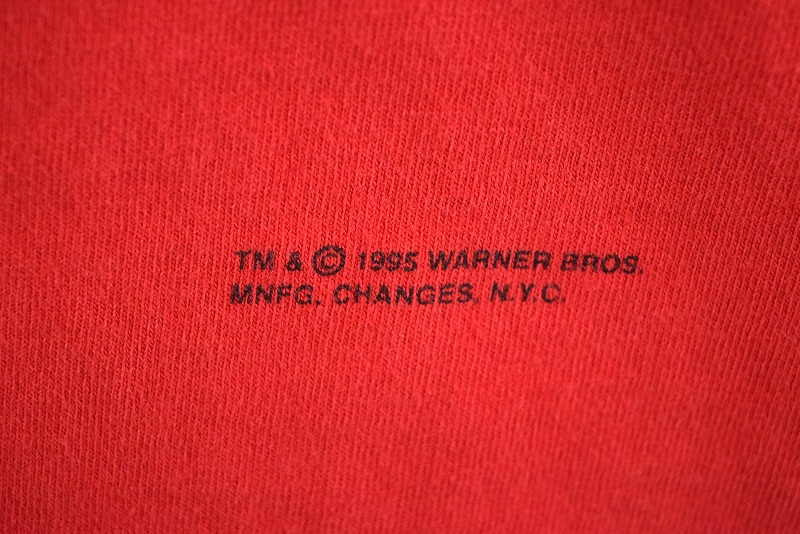 TM & © 1995 WARNER BROS.
MNFG. CHANGES, N.Y.C.